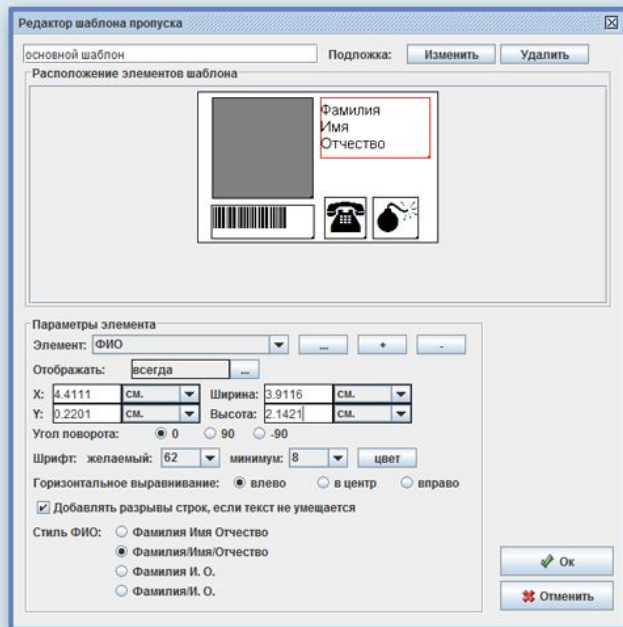 Редактор шаблона пропуска
основной шаблон Подложка: Изменить Удалить
Расположение элементов шаблона
Фамилия
Имя
Отчество
Параметры элемента
Элемент: ФИО ... + -
Отображать: всегда ...
X: 4.4111 см. Ширина: 3.9116 см.
Y: 0.2201 см. Высота: 2.1421 см.
Угол поворота: 0 90 -90
Шрифт: желаемый: 62 минимум: 8 цвет
Горизонтальное выравнивание: влево в центр вправо
Добавлять разрывы строк, если текст не умещается
Стиль ФИО: Фамилия Имя Отчество
Фамилия/Имя/Отчество
Фамилия И. О.
Фамилия/И. О.
Ок
Отменить